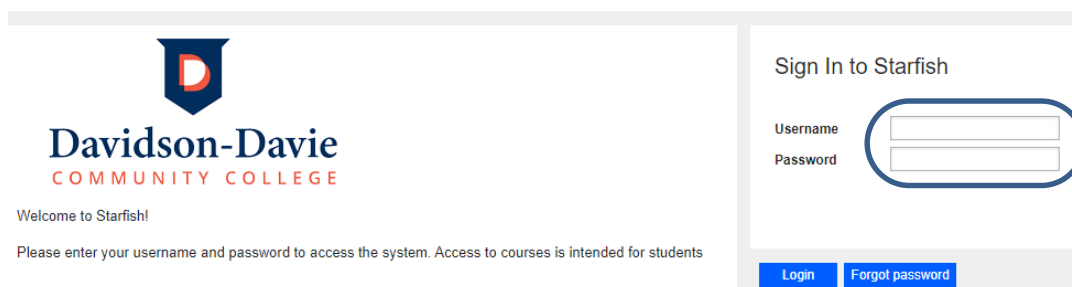 Davidson-Davie
COMMUNITY COLLEGE
Welcome to Starfish!
Please enter your username and password to access the system. Access to courses is intended for students
Sign In to Starfish
Username
Password
Login
Forgot password